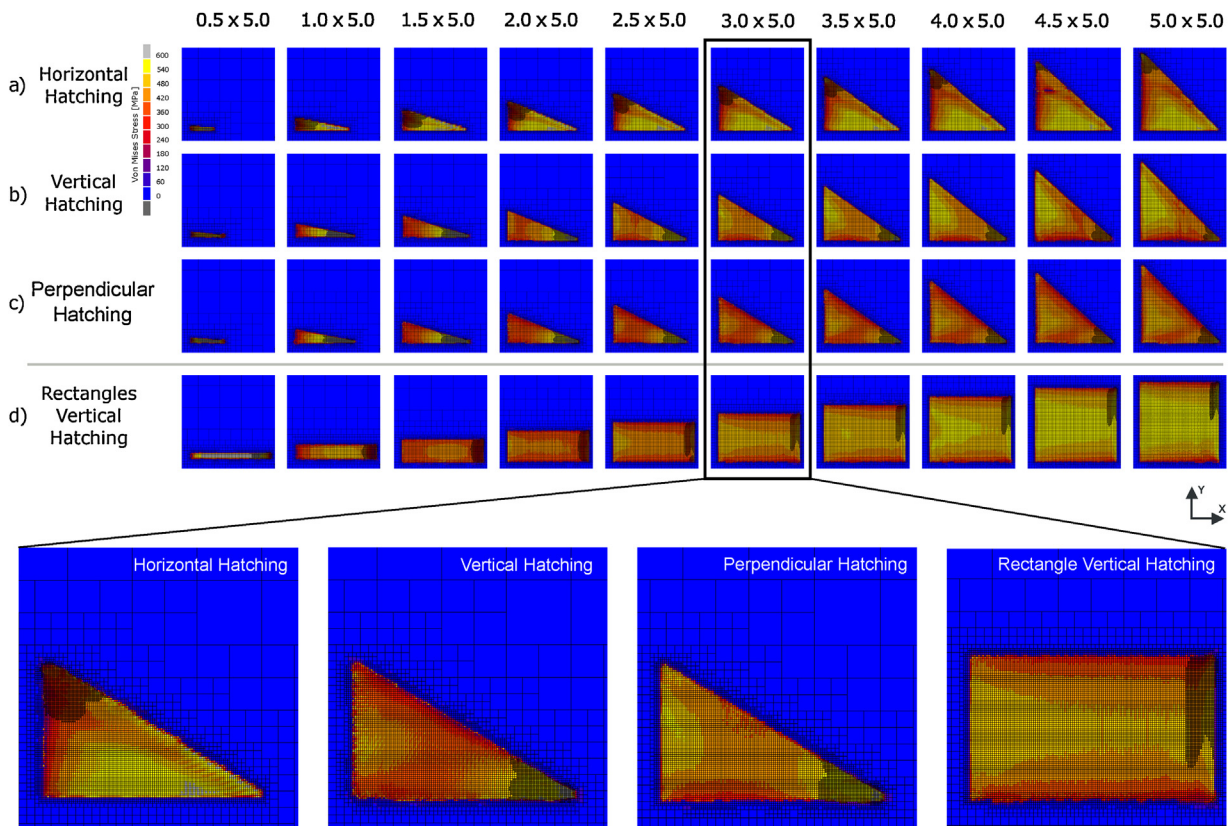 0.5 x 5.0 1.0 x 5.0 1.5 x 5.0 2.0 x 5.0 2.5 x 5.0 3.0 x 5.0 3.5 x 5.0 4.0 x 5.0 4.5 x 5.0 5.0 x 5.0
a) Horizontal
Hatching
Von Mises Stress [MPa]
600
540
480
420
360
300
240
180
120
60
0
b) Vertical
Hatching
c) Perpendicular
Hatching
d) Rectangles
Vertical
Hatching
Y
X
Horizontal Hatching
Vertical Hatching
Perpendicular Hatching
Rectangle Vertical Hatching